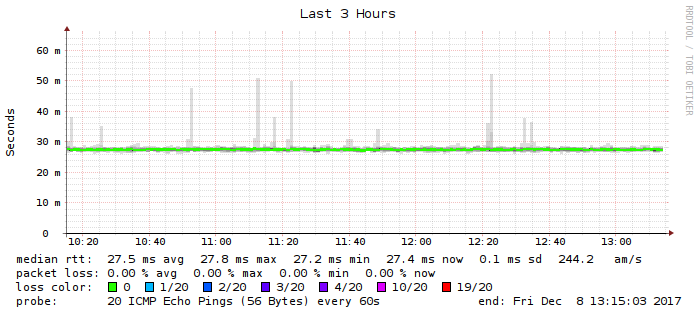 Last 3 Hours
RRDTOOL / TOBI OETIKER
Seconds
60 m
50 m
40 m
30 m
20 m
10 m
0
10:20 10:40 11:00 11:20 11:40 12:00 12:20 12:40 13:00
median rtt: 27.5 ms avg 27.8 ms max 27.2 ms min 27.4 ms now 0.1 ms sd 244.2 am/s
packet loss: 0.00 % avg 0.00 % max 0.00 % min 0.00 % now
loss color: 0 1/20 2/20 3/20 4/20 10/20 19/20
probe: 20 ICMP Echo Pings (56 Bytes) every 60s end: Fri Dec 8 13:15:03 2017